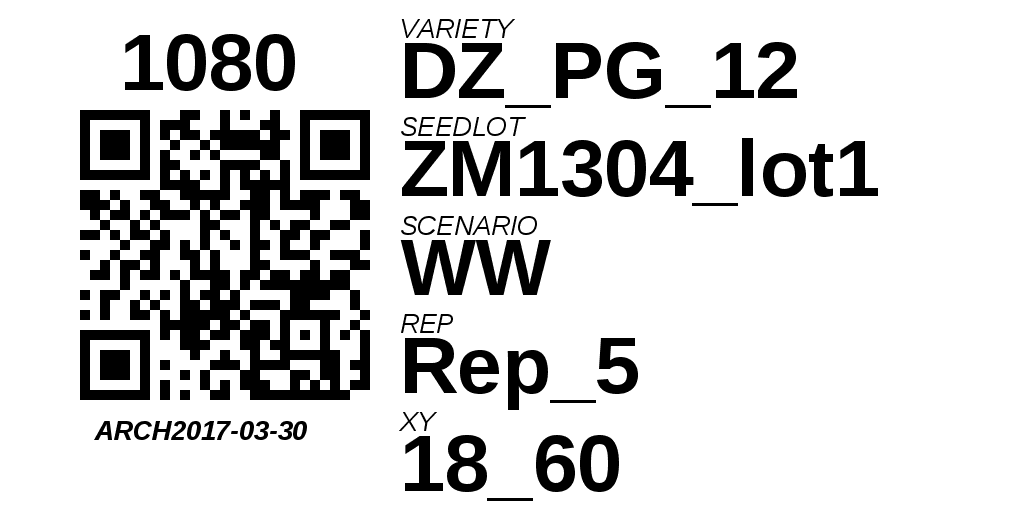 1080
ARCH2017-03-30
VARIETY
DZ_PG_12
SEEDLOT
ZM1304_lot1
SCENARIO
WW
REP
Rep_5
XY
18_60